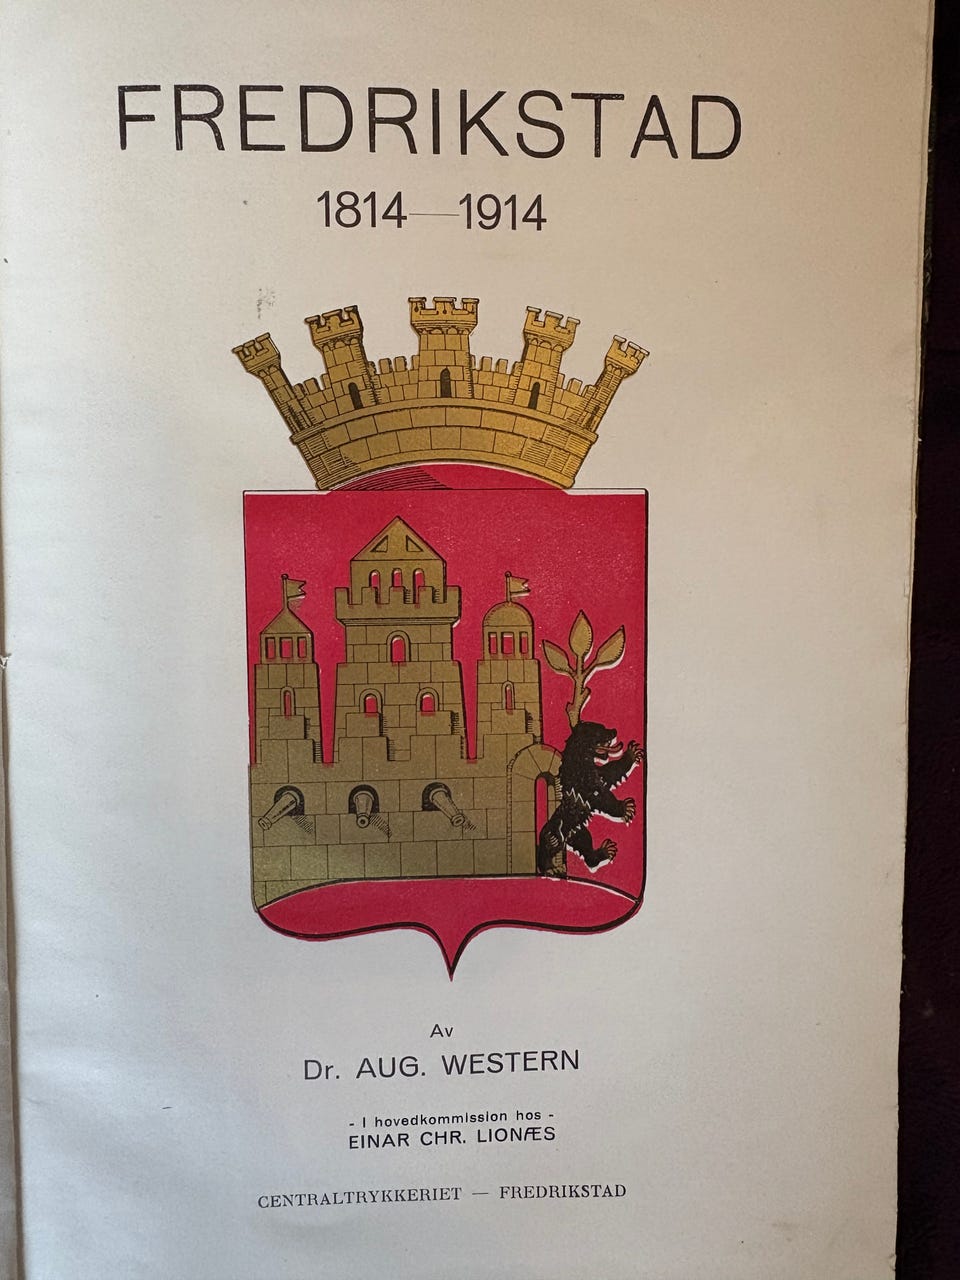 FREDRIKSTAD
1814—1914
Av
Dr. AUG. WESTERN
- I hovedkommission hos -
EINAR CHR. LIONÆS
CENTRALTRYKKERIET — FREDRIKSTAD